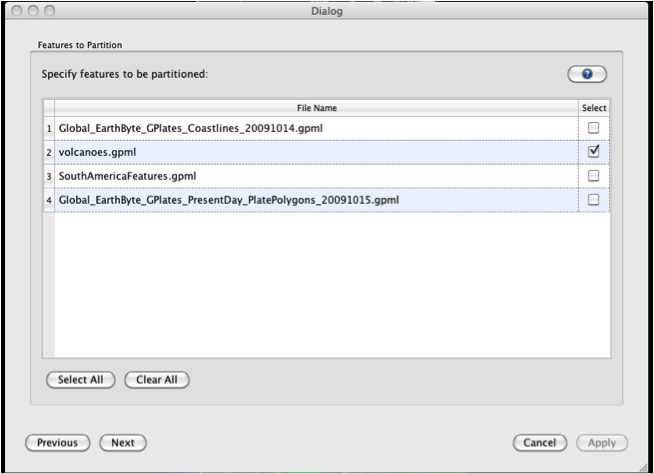 Dialog
Features to Partition
Specify features to be partitioned:
?
File Name Select
1 Global_EarthByte_GPlates_Coastlines_20091014.gpml
2 volcanoes.gpml
3 SouthAmericaFeatures.gpml
4 Global_EarthByte_GPlates_PresentDay_PlatePolygons_20091015.gpml
Select All Clear All
Previous Next Cancel Apply